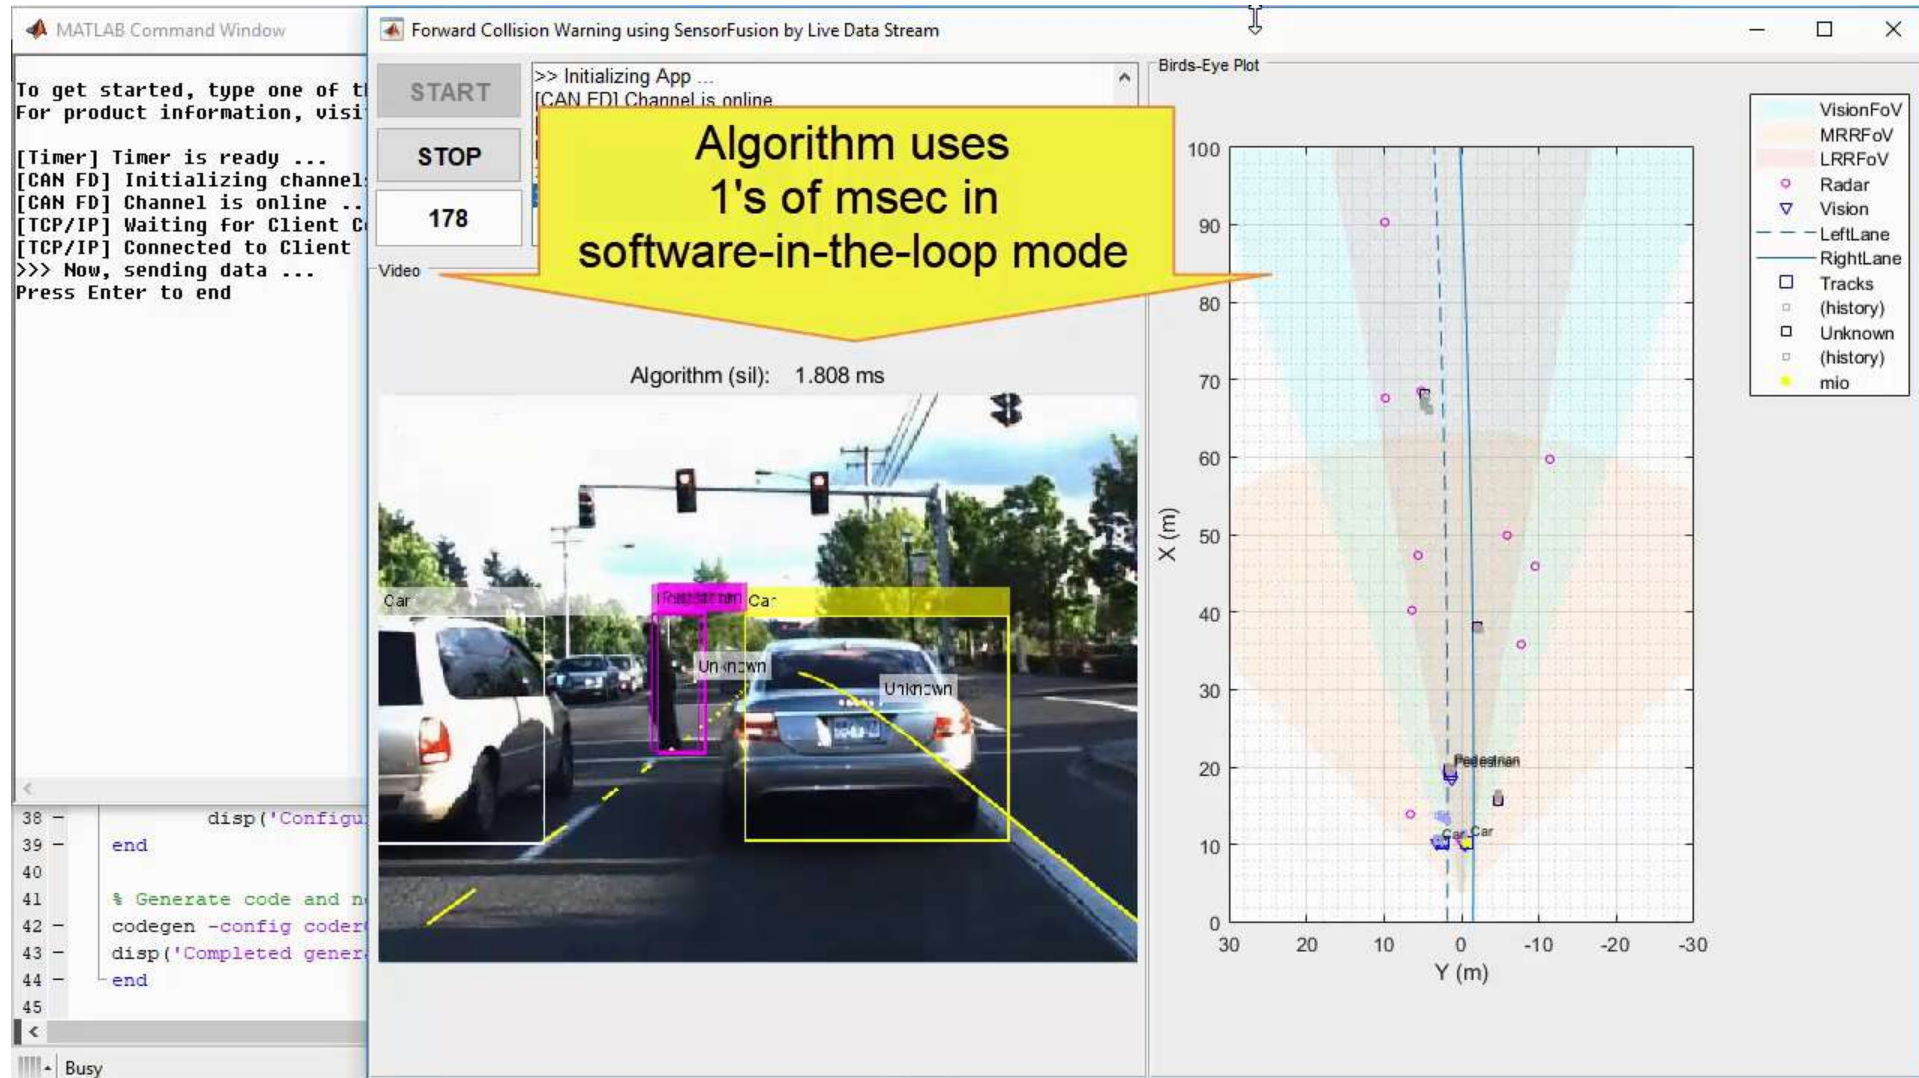 MATLAB Command Window
To get started, type one of t
For product information, visi
[Timer] Timer is ready ...
[CAN FD] Initializing channel
[CAN FD] Channel is online ..
[TCP/IP] Waiting for Client C
[TCP/IP] Connected to Client
>>> Now, sending data ...
Press Enter to end
38 - disp('Configu
39 - end
40
41 % Generate code and n
42 - codegen -config coder
43 - disp('Completed gener
44 - end
45
Busy
Forward Collision Warning using SensorFusion by Live Data Stream
START
STOP
178
>> Initializing App ...
[CAN FD] Channel is online
Algorithm uses
1's of msec in
software-in-the-loop mode
Video
Algorithm (sil): 1.808 ms
Car
Car
Unknown
Unknown
Birds-Eye Plot
VisionFoV
MRRFoV
LRRFoV
Radar
Vision
LeftLane
RightLane
Tracks
(history)
Unknown
(history)
mio
100
90
80
70
60
50
40
30
20
10
0
X (m)
Pedestrian
Pedestrian
Car
Car
30 20 10 0 -10 -20 -30
Y (m)